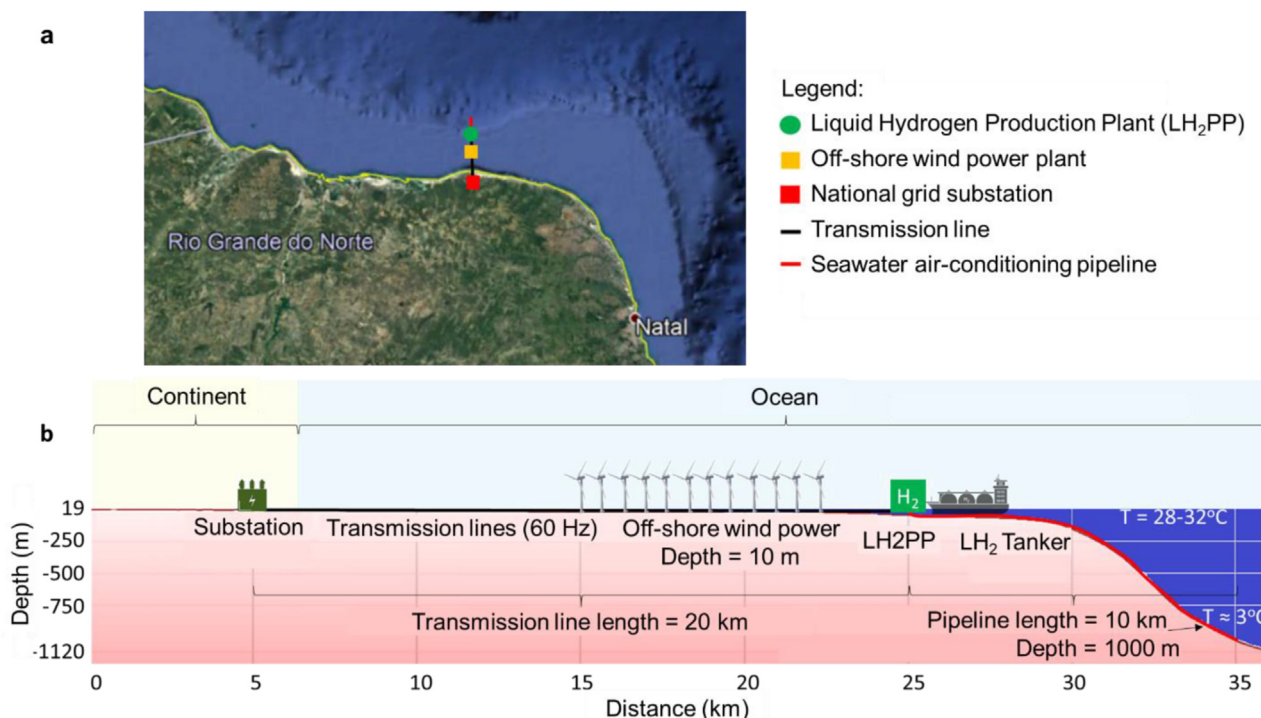 a
Rio Grande do Norte
Natal
Legend:
Liquid Hydrogen Production Plant (LH₂PP)
Off-shore wind power plant
National grid substation
Transmission line
Seawater air-conditioning pipeline
b
Continent
Ocean
H₂
Depth (m)
19
-250
-500
-750
-1120
Substation
Transmission lines (60 Hz)
Off-shore wind power
Depth = 10 m
LH2PP
LH₂ Tanker
T = 28-32°C
Transmission line length = 20 km
Pipeline length = 10 km
Depth = 1000 m
T ≈ 3°C
0
5
10
15
20
25
30
35
Distance (km)